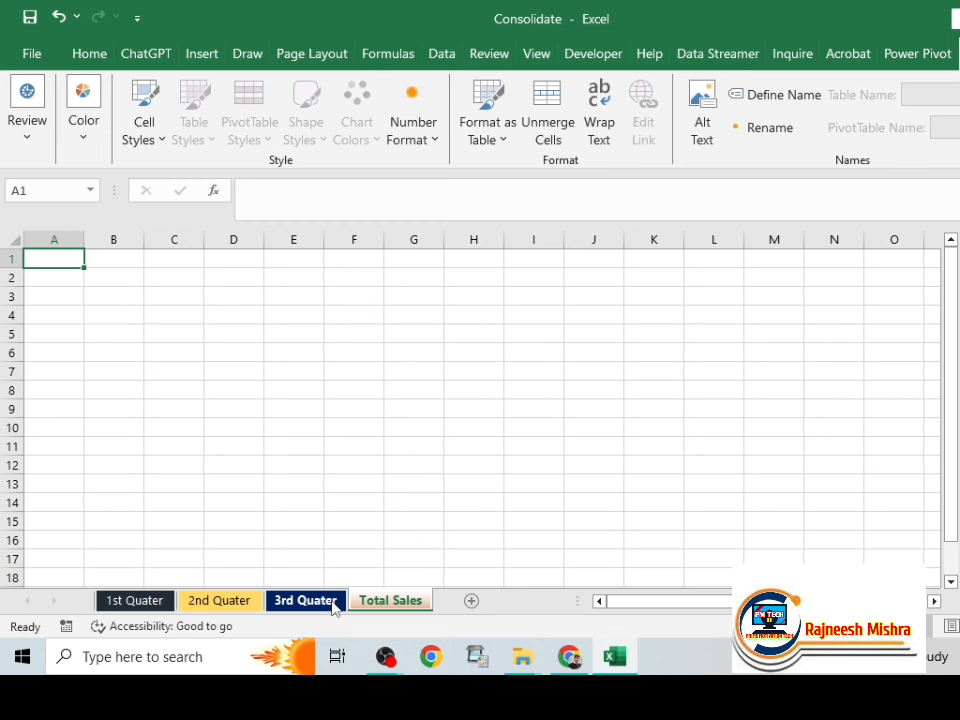 Consolidate - Excel
File Home ChatGPT Insert Draw Page Layout Formulas Data Review View Developer Help Data Streamer Inquire Acrobat Power Pivot
Review Color Cell Styles Table Styles PivotTable Styles Shape Styles Chart Colors Number Format Format as Table Unmerge Cells Wrap Text Edit Link Alt Text Define Name Table Name:
Rename PivotTable Name:
Style Format Names
A1 fx
A B C D E F G H I J K L M N O
1
2
3
4
5
6
7
8
9
10
11
12
13
14
15
16
17
18
1st Quater 2nd Quater 3rd Quater Total Sales
Ready Accessibility: Good to go
Rajneesh Mishra
Type here to search udy